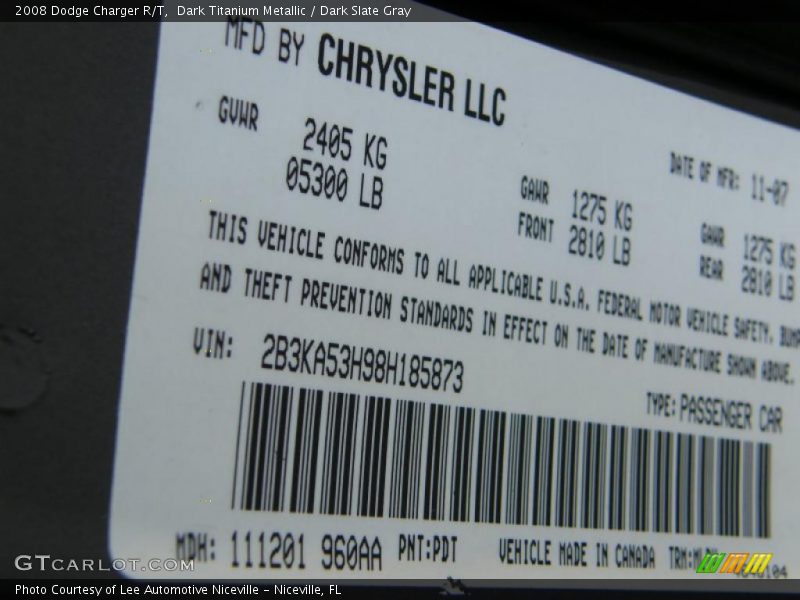 2008 Dodge Charger R/T, Dark Titanium Metallic / Dark Slate Gray
MFD BY CHRYSLER LLC
DATE OF MFR: 11-07
GVWR 2405 KG
05300 LB
GAWR 1275 KG
FRONT 2810 LB
GAWR 1275 KG
REAR 2810 LB
THIS VEHICLE CONFORMS TO ALL APPLICABLE U.S.A. FEDERAL MOTOR VEHICLE SAFETY,
AND THEFT PREVENTION STANDARDS IN EFFECT ON THE DATE OF MANUFACTURE SHOWN ABOVE.
VIN: 2B3KA53H98H185873
TYPE: PASSENGER CAR
MDH: 111201 960AA PNT:PDT VEHICLE MADE IN CANADA TRM:
GTCARLOT.COM
Photo Courtesy of Lee Automotive Niceville - Niceville, FL